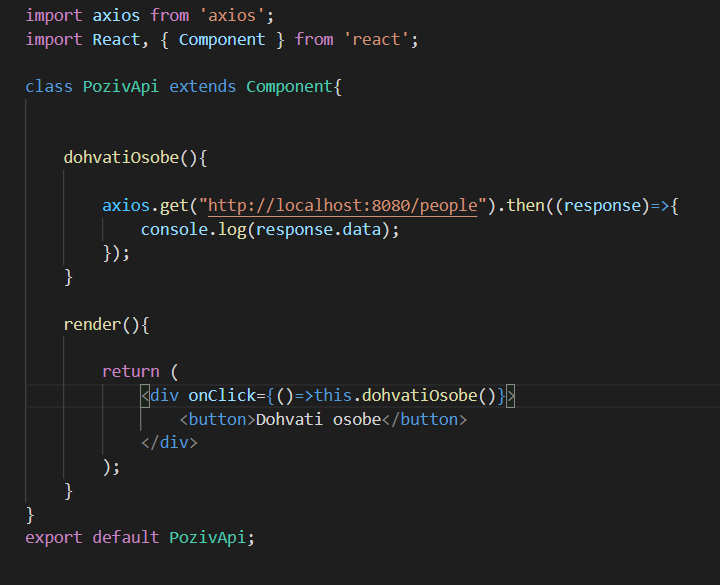 import axios from 'axios';
import React, { Component } from 'react';
class PozivApi extends Component{
dohvatiOsobe(){
axios.get("http://localhost:8080/people").then((response)=>{
console.log(response.data);
});
}
render(){
return (
<div onClick={()=>this.dohvatiOsobe()}>
<button>Dohvati osobe</button>
</div>
);
}
}
export default PozivApi;